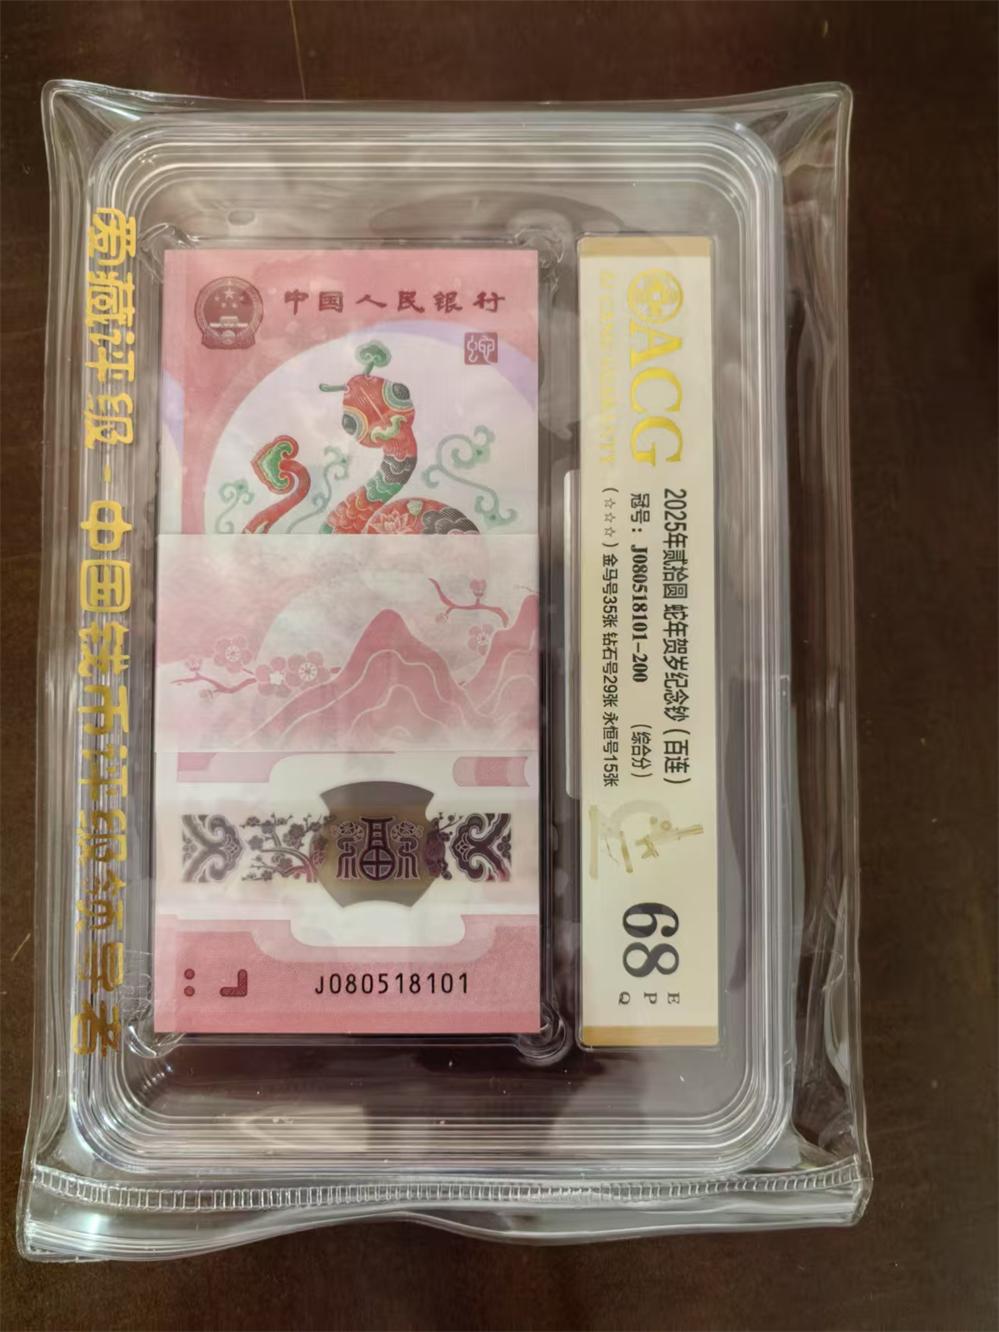 爱藏评级-中国钱币评级领导者
中国人民银行
蛇
福
J080518101
ACG
2025年贰拾圆 蛇年贺岁纪念钞（百连）
冠号：J080518101-200 （综合分）
（☆☆☆）金马号35张 钻石号29张 永恒号15张
68
E
P
Q